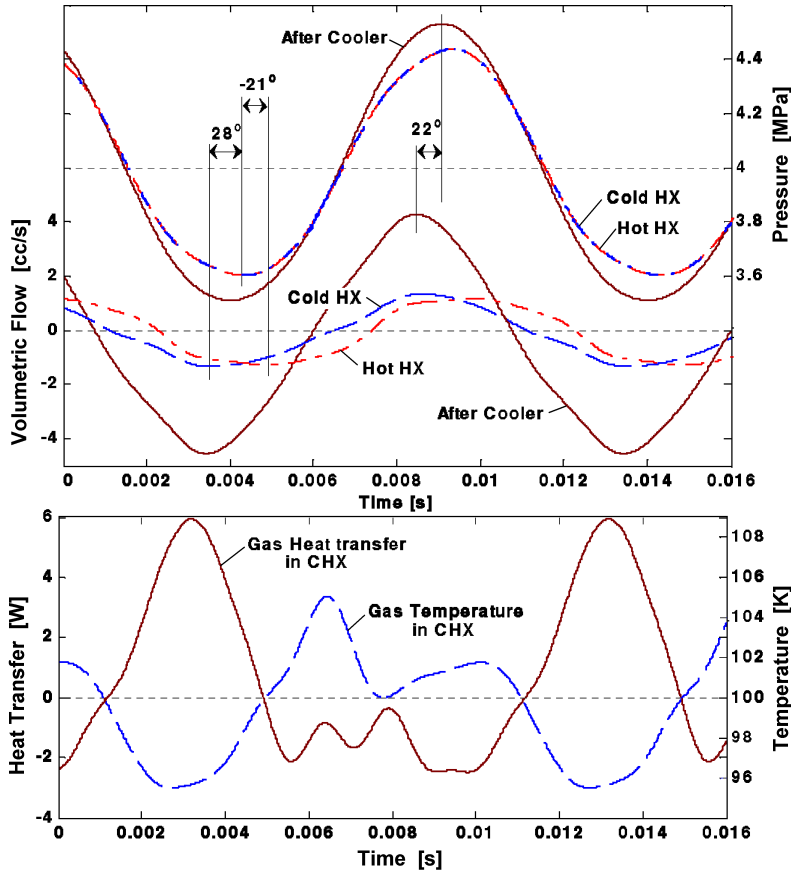 After Cooler
4.4
-21°
4.2
28°
22°
4
Cold HX
Hot HX
4
3.8
2
3.6
Cold HX
0
Hot HX
-2
After Cooler
-4
Volumetric Flow [cc/s]
Pressure [MPa]
0 0.002 0.004 0.006 0.008 0.01 0.012 0.014 0.016
Time [s]
6
108
Gas Heat transfer
in CHX
4
106
Gas Temperature
in CHX
104
2
102
0
100
98
-2
96
-4
Heat Transfer [W]
Temperature [K]
0 0.002 0.004 0.006 0.008 0.01 0.012 0.014 0.016
Time [s]